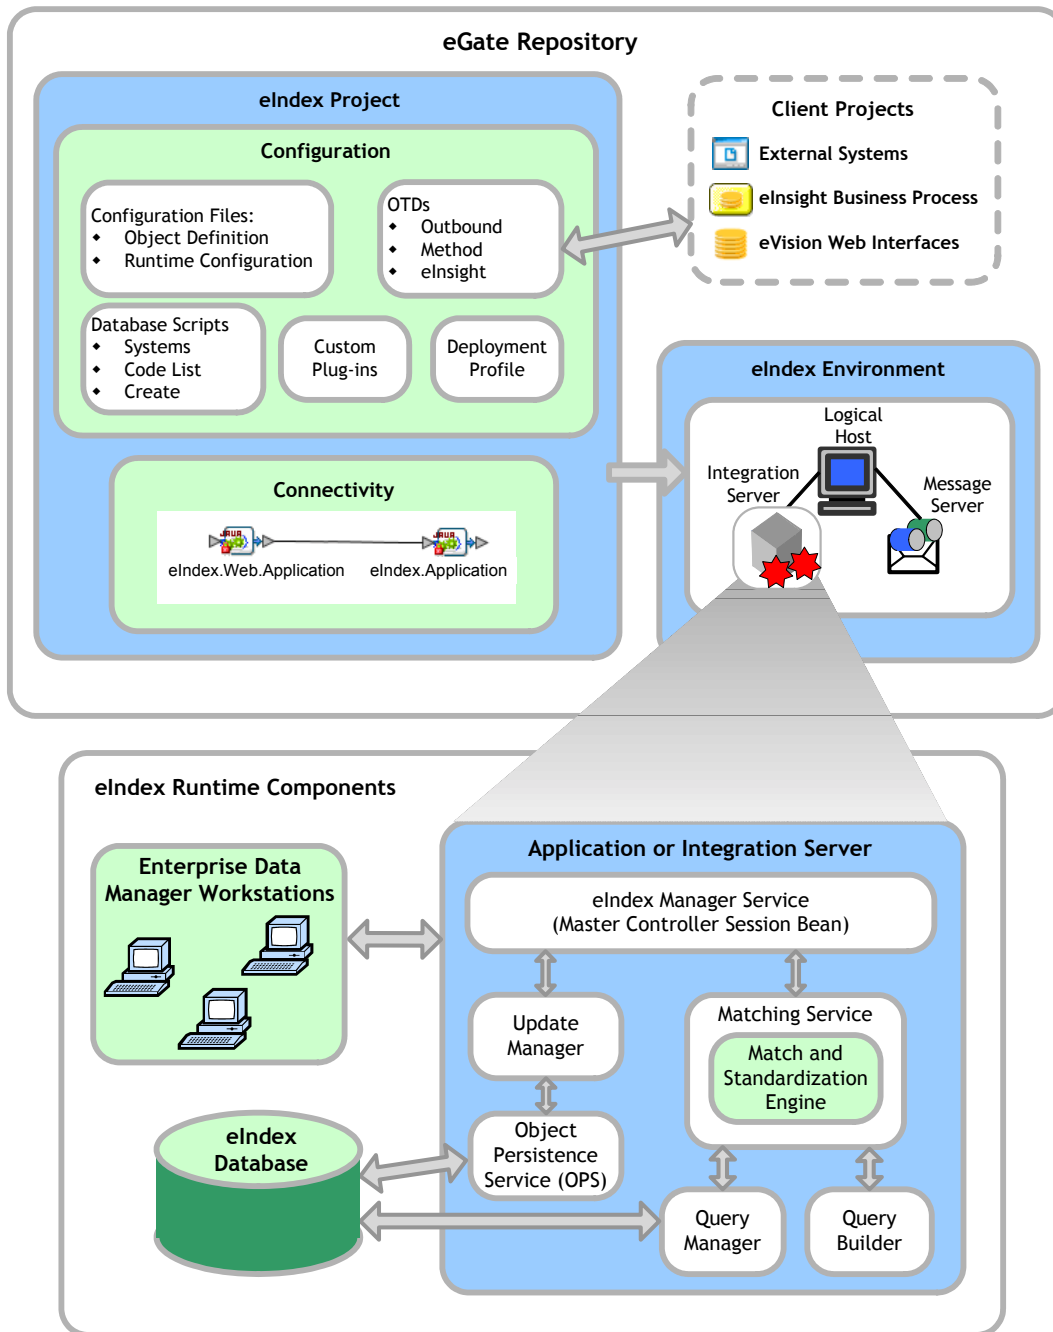 eGate Repository
eIndex Project
Configuration
Configuration Files:
◆ Object Definition
◆ Runtime Configuration
OTDs
◆ Outbound
◆ Method
◆ eInsight
Database Scripts
◆ Systems
◆ Code List
◆ Create
Custom
Plug-ins
Deployment
Profile
Connectivity
JAVA
JAVA
eIndex.Web.Application
eIndex.Application
Client Projects
External Systems
eInsight Business Process
eVision Web Interfaces
eIndex Environment
Logical
Host
Integration
Server
Message
Server
eIndex Runtime Components
Enterprise Data
Manager Workstations
eIndex
Database
Application or Integration Server
eIndex Manager Service
(Master Controller Session Bean)
Update
Manager
Matching Service
Match and
Standardization
Engine
Object
Persistence
Service (OPS)
Query
Manager
Query
Builder